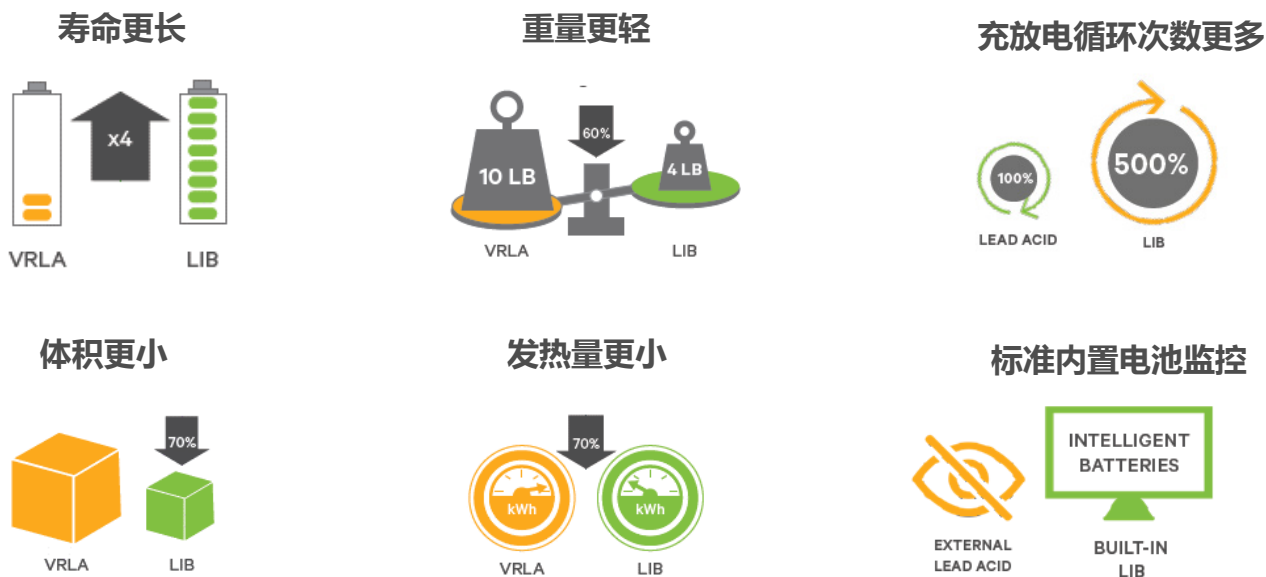 寿命更长
x4
VRLA
LIB
重量更轻
60%
10 LB
4 LB
VRLA
LIB
充放电循环次数更多
100%
500%
LEAD ACID
LIB
体积更小
70%
VRLA
LIB
发热量更小
70%
kWh
kWh
VRLA
LIB
标准内置电池监控
INTELLIGENT
BATTERIES
EXTERNAL
LEAD ACID
BUILT-IN
LIB